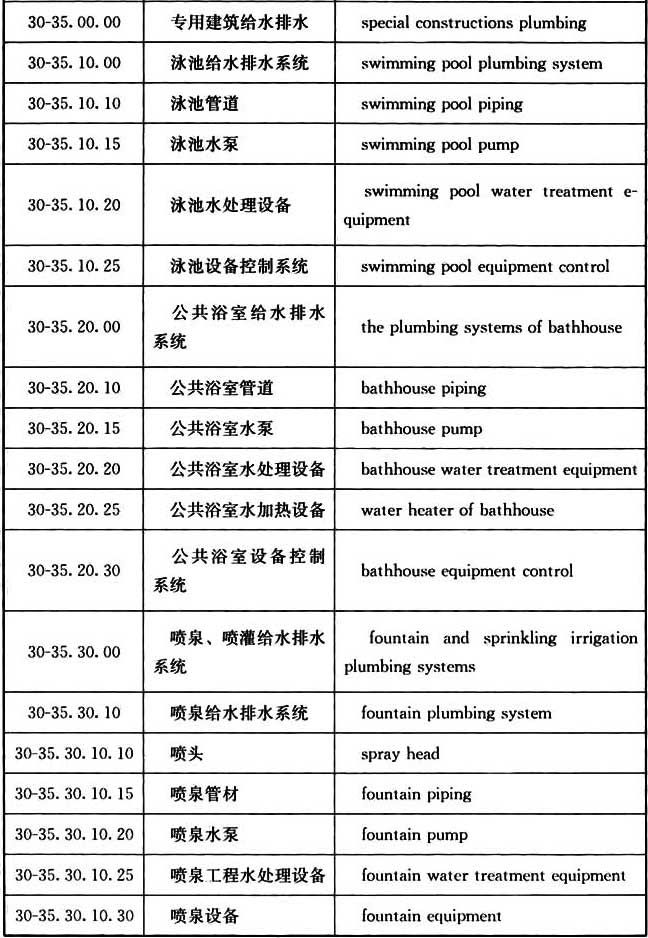 30-35.00.00 专用建筑给水排水 special constructions plumbing
30-35.10.00 泳池给水排水系统 swimming pool plumbing system
30-35.10.10 泳池管道 swimming pool piping
30-35.10.15 泳池水泵 swimming pool pump
30-35.10.20 泳池水处理设备 swimming pool water treatment e-
quipment
30-35.10.25 泳池设备控制系统 swimming pool equipment control
30-35.20.00 公共浴室给水排水 the plumbing systems of bathhouse
系统
30-35.20.10 公共浴室管道 bathhouse piping
30-35.20.15 公共浴室水泵 bathhouse pump
30-35.20.20 公共浴室水处理设备 bathhouse water treatment equipment
30-35.20.25 公共浴室水加热设备 water heater of bathhouse
30-35.20.30 公共浴室设备控制 bathhouse equipment control
系统
30-35.30.00 喷泉、喷灌给水排水 fountain and sprinkling irrigation
系统 plumbing systems
30-35.30.10 喷泉给水排水系统 fountain plumbing system
30-35.30.10.10 喷头 spray head
30-35.30.10.15 喷泉管材 fountain piping
30-35.30.10.20 喷泉水泵 fountain pump
30-35.30.10.25 喷泉工程水处理设备 fountain water treatment equipment
30-35.30.10.30 喷泉设备 fountain equipment